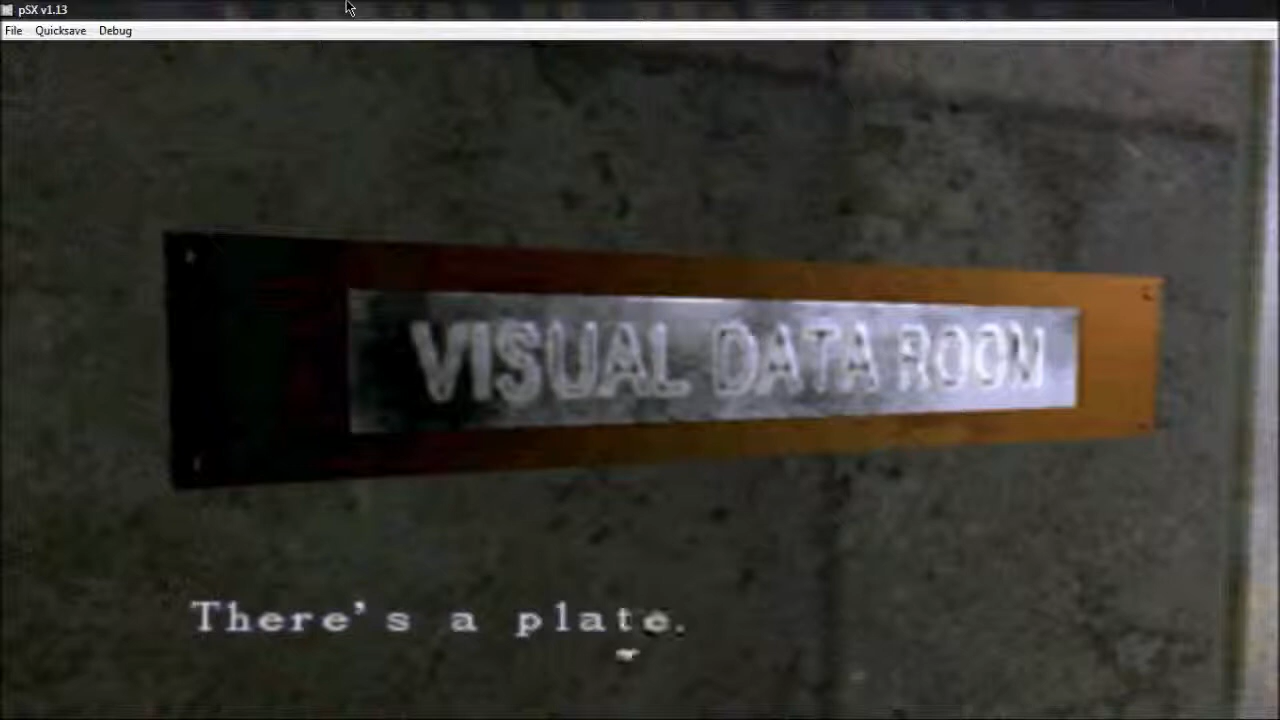 pSX v1.13
File Quicksave Debug
VISUAL DATA ROOM
There's a plate.